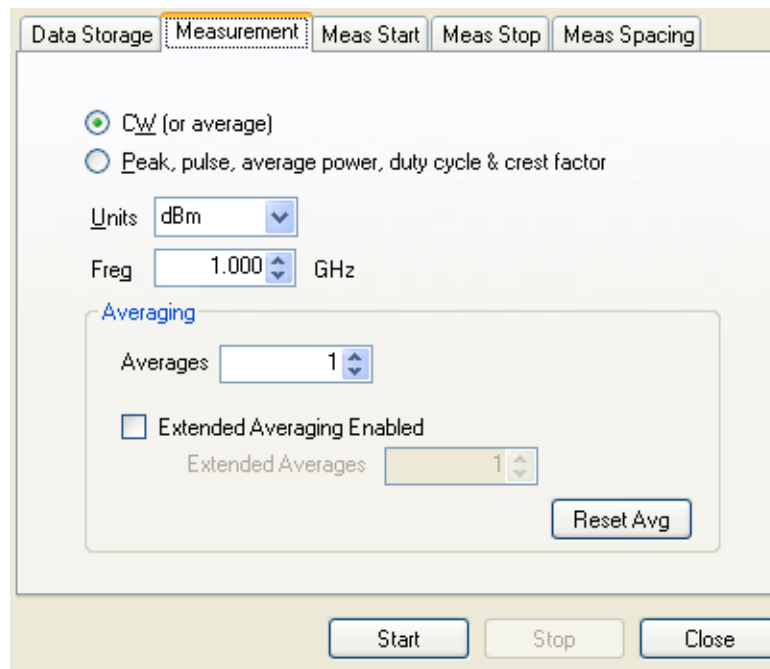 Data Storage Measurement Meas Start Meas Stop Meas Spacing
CW (or average)
Peak, pulse, average power, duty cycle & crest factor
Units dBm
Freg 1.000 GHz
Averaging
Averages 1
Extended Averaging Enabled
Extended Averages 1
Reset Avg
Start Stop Close